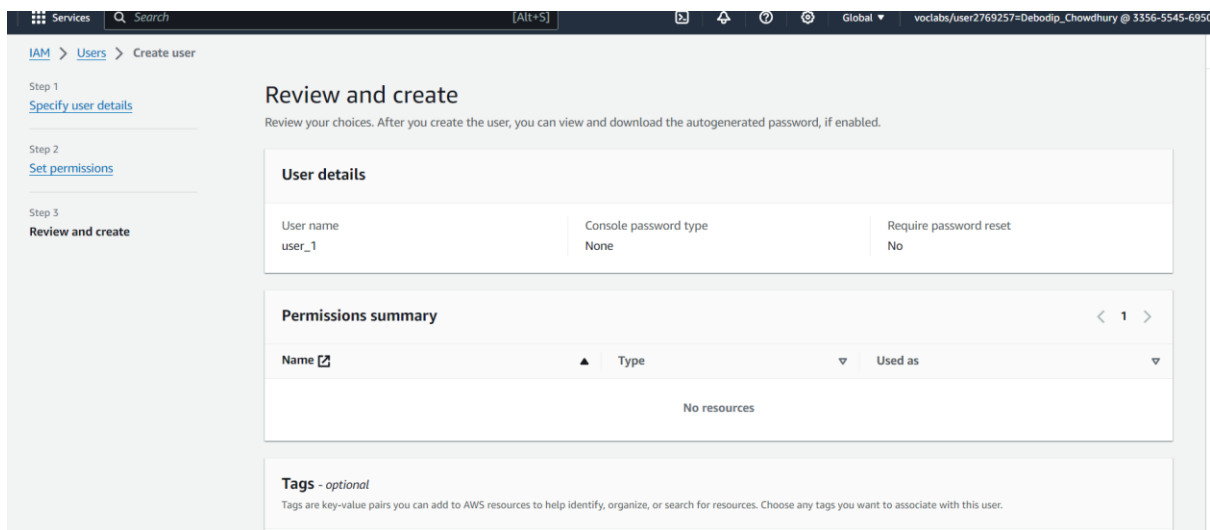 Services Search [Alt+S] Global voclabs/user2769257=Debodip_Chowdhury @ 3356-5545-6950
IAM > Users > Create user
Step 1
Specify user details
Step 2
Set permissions
Step 3
Review and create
Review and create
Review your choices. After you create the user, you can view and download the autogenerated password, if enabled.
User details
User name Console password type Require password reset
user_1 None No
Permissions summary < 1 >
Name Type Used as
No resources
Tags - optional
Tags are key-value pairs you can add to AWS resources to help identify, organize, or search for resources. Choose any tags you want to associate with this user.